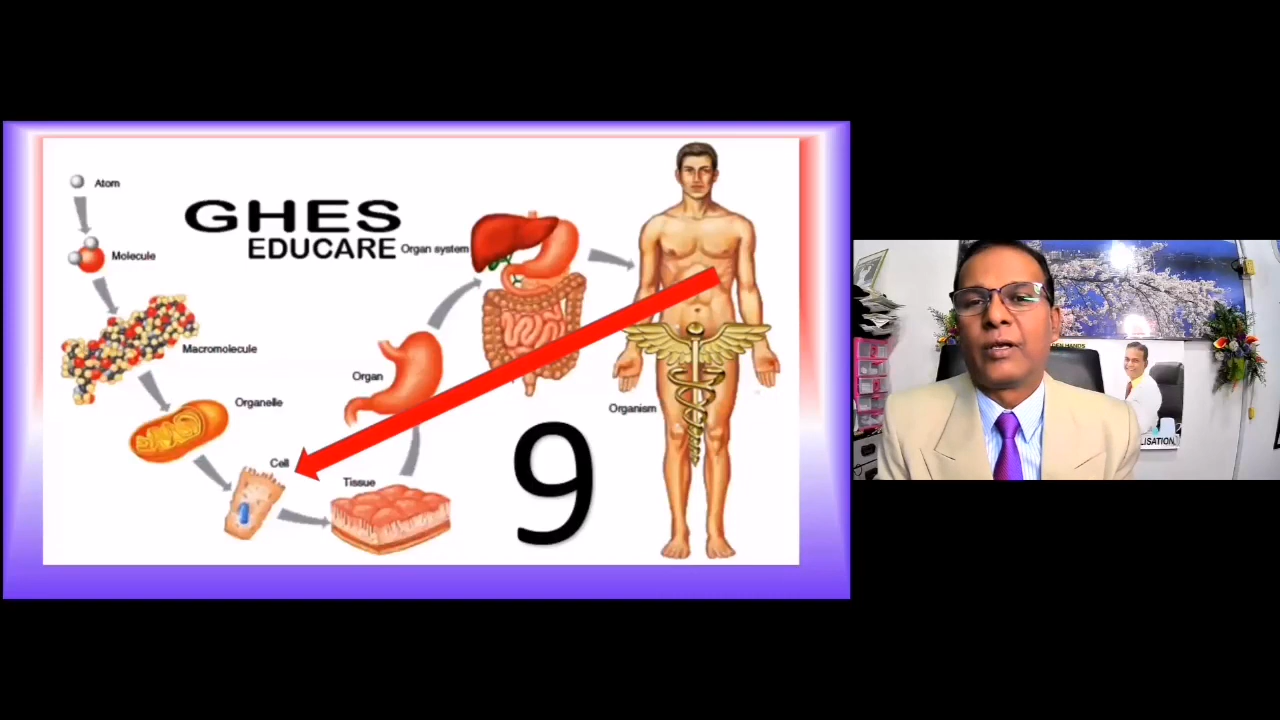 Atom
GHES
EDUCARE
Organ system
Molecule
Macromolecule
Organ
Organelle
Organism
Cell
Tissue
9
LISATION